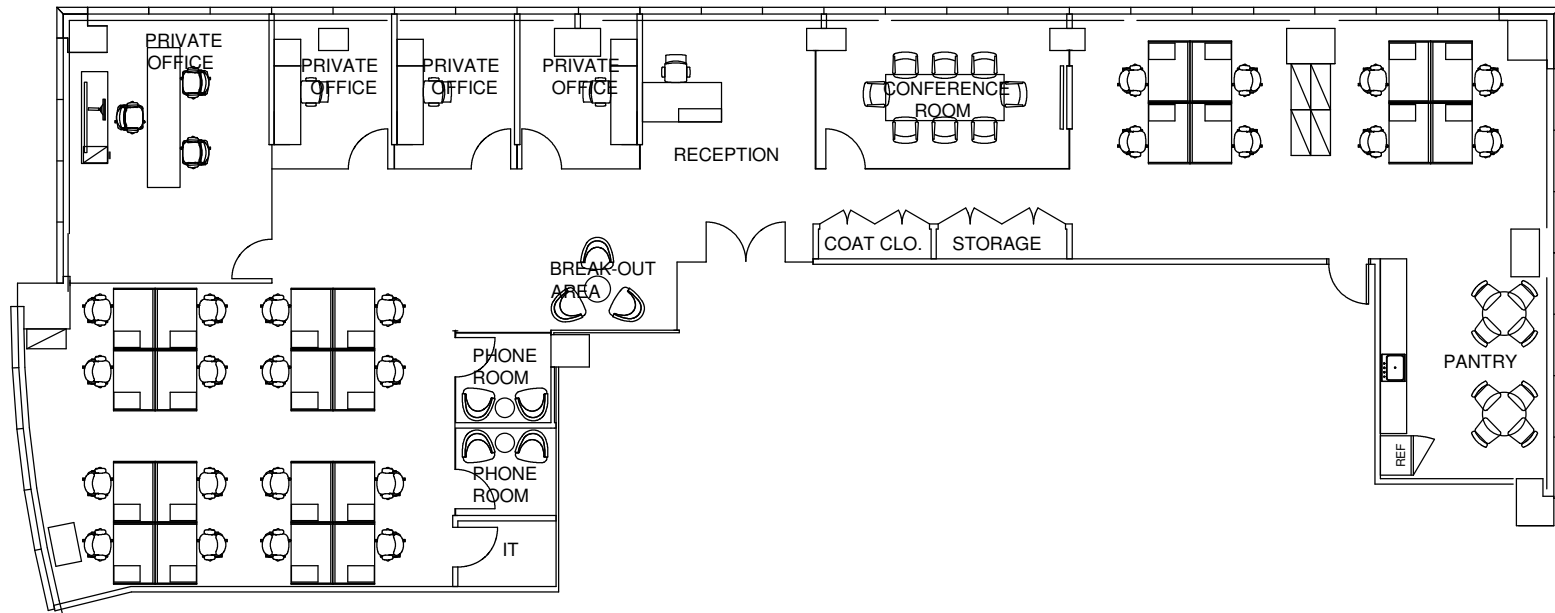 PRIVATE
OFFICE
PRIVATE
OFFICE
PRIVATE
OFFICE
PRIVATE
OFFICE
RECEPTION
CONFERENCE
ROOM
COAT CLO.
STORAGE
BREAK-OUT
AREA
PHONE
ROOM
PHONE
ROOM
IT
PANTRY
REF